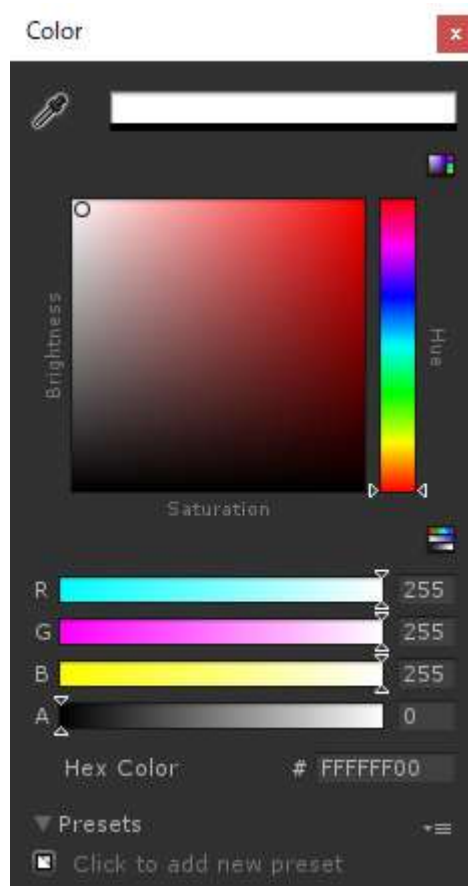 Color
x
Brightness
Hue
Saturation
R 255
G 255
B 255
A 0
Hex Color # FFFFFF00
Presets
Click to add new preset